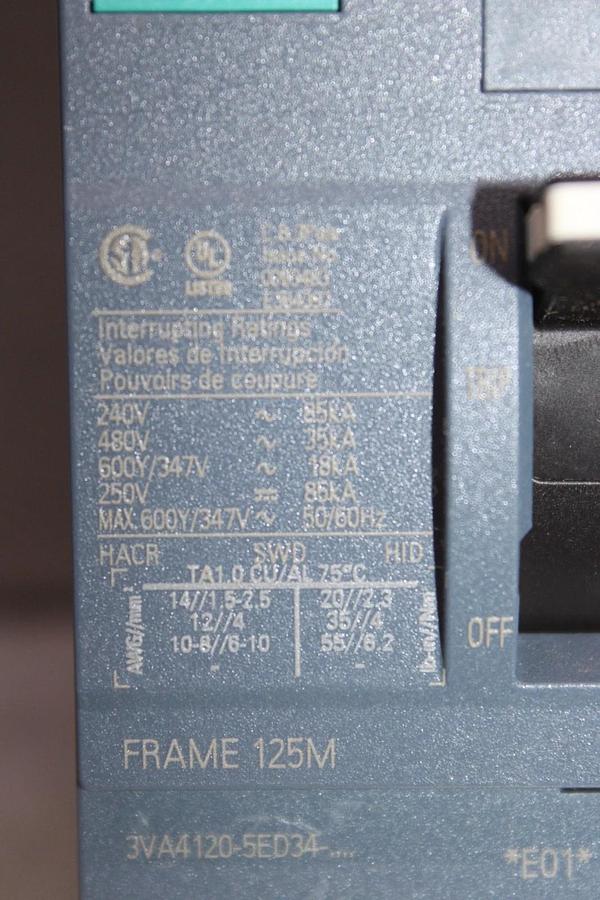 UL
LISTED
ON
Interrupting Ratings
Valores de Interrupción
Pouvoirs de coupure
TRIP
240V ~ 85kA
480V ~ 35kA
600Y/347V ~ 18kA
250V 85kA
MAX. 600Y/347V ~ 50/60Hz
HACR SWD HID
TA1.0 CU/AL 75°C
AWG//mm²
14//1,5-2.5 20//2,3
12//4 35//4
10-8//6-10 55//6.2
- -
lb-in//Nm
OFF
FRAME 125M
3VA4120-5ED34-....
*E01*